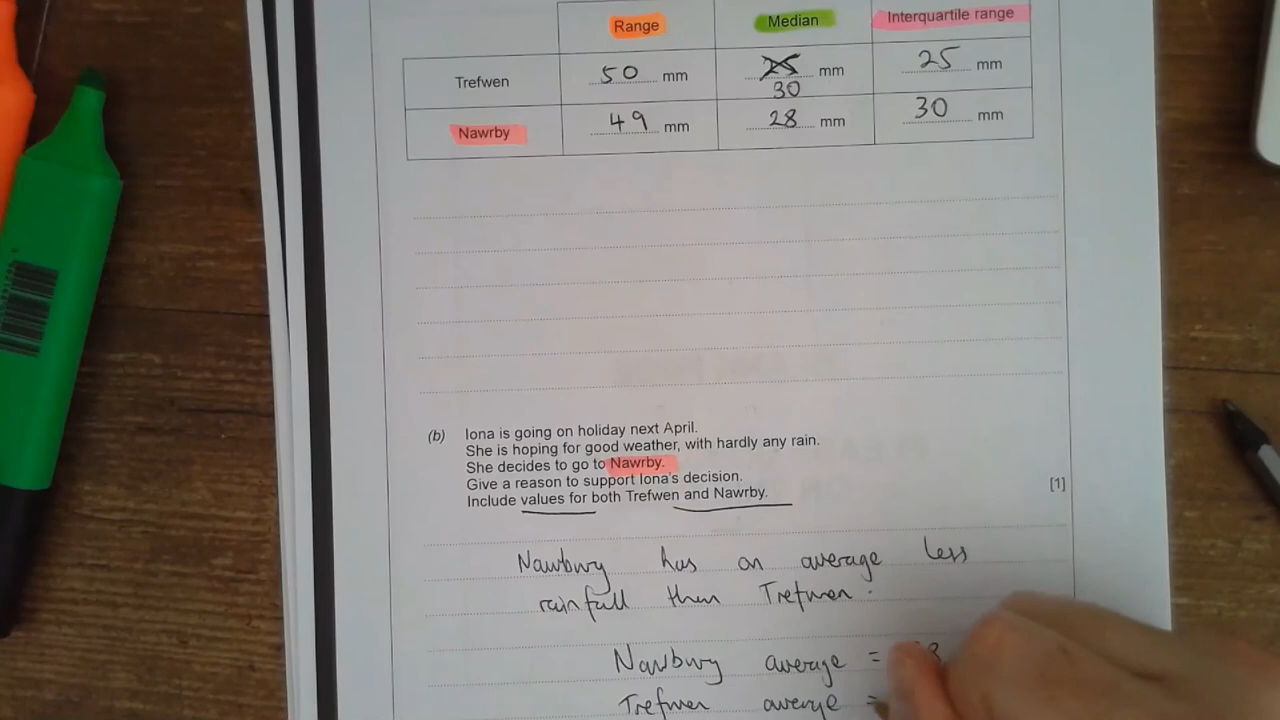 Range Median Interquartile range
Trefwen 50 mm 25 mm 25 mm
30
Nawrby 49 mm 28 mm 30 mm
(b) Iona is going on holiday next April.
She is hoping for good weather, with hardly any rain.
She decides to go to Nawrby.
Give a reason to support Iona's decision.
Include values for both Trefwen and Nawrby. [1]
Nawbury has on average less
rainfall then Trefwen.
Nawbury average =
Trefwen average =